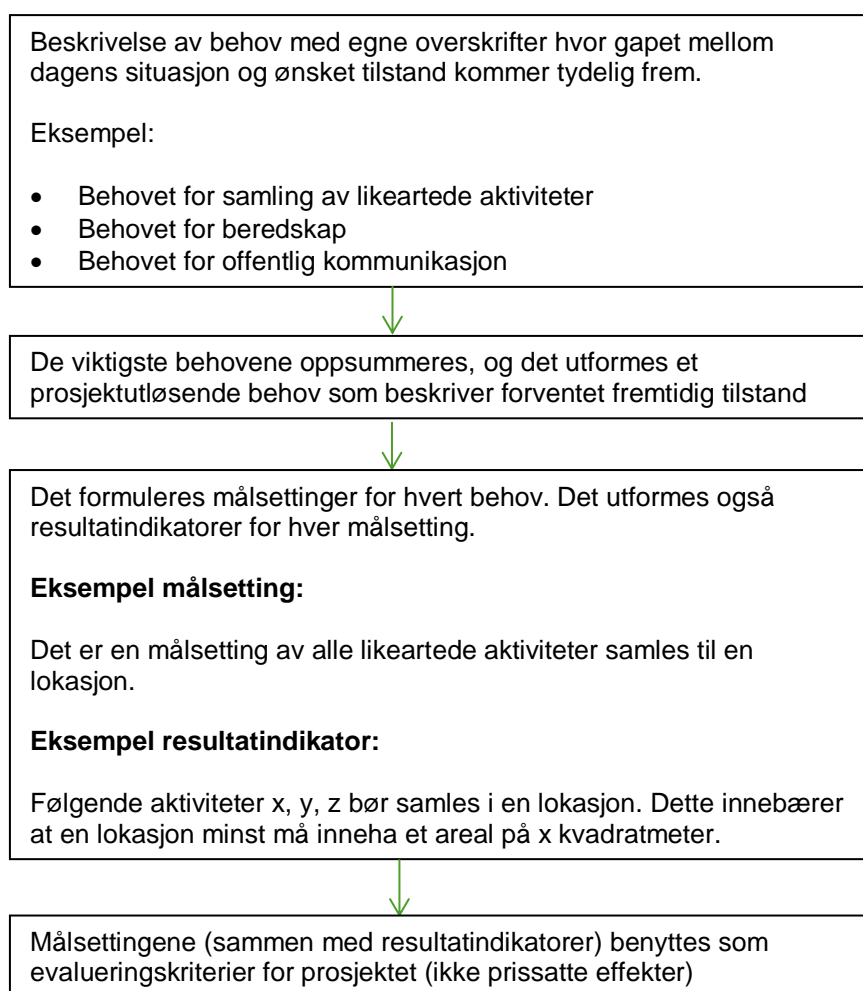 Beskrivelse av behov med egne overskrifter hvor gapet mellom
dagens situasjon og ønsket tilstand kommer tydelig frem.
Eksempel:
• Behovet for samling av likeartede aktiviteter
• Behovet for beredskap
• Behovet for offentlig kommunikasjon
De viktigste behovene oppsummeres, og det utformes et
prosjektutløsende behov som beskriver forventet fremtidig tilstand
Det formuleres målsettinger for hvert behov. Det utformes også
resultatindikatorer for hver målsetting.
Eksempel målsetting:
Det er en målsetting av alle likeartede aktiviteter samles til en
lokasjon.
Eksempel resultatindikator:
Følgende aktiviteter x, y, z bør samles i en lokasjon. Dette innebærer
at en lokasjon minst må inneha et areal på x kvadratmeter.
Målsettingene (sammen med resultatindikatorer) benyttes som
evalueringskriterier for prosjektet (ikke prissatte effekter)